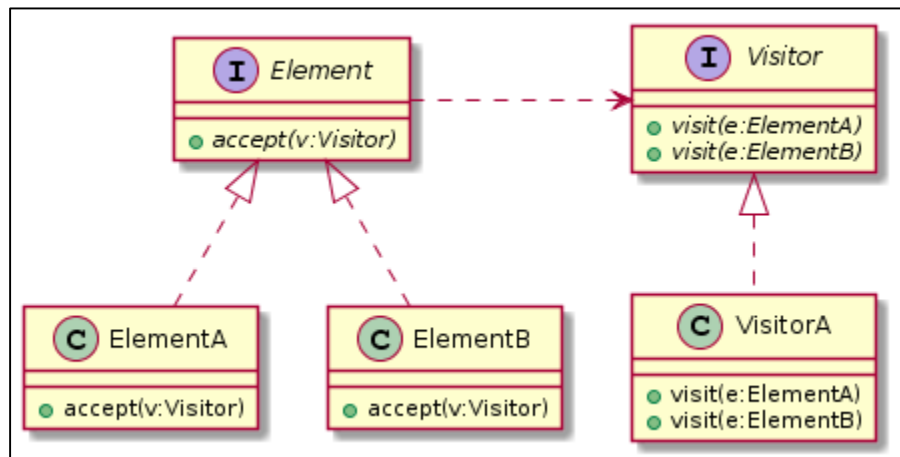 I Element
accept(v:Visitor)
I Visitor
visit(e:ElementA)
visit(e:ElementB)
C ElementA
accept(v:Visitor)
C ElementB
accept(v:Visitor)
C VisitorA
visit(e:ElementA)
visit(e:ElementB)